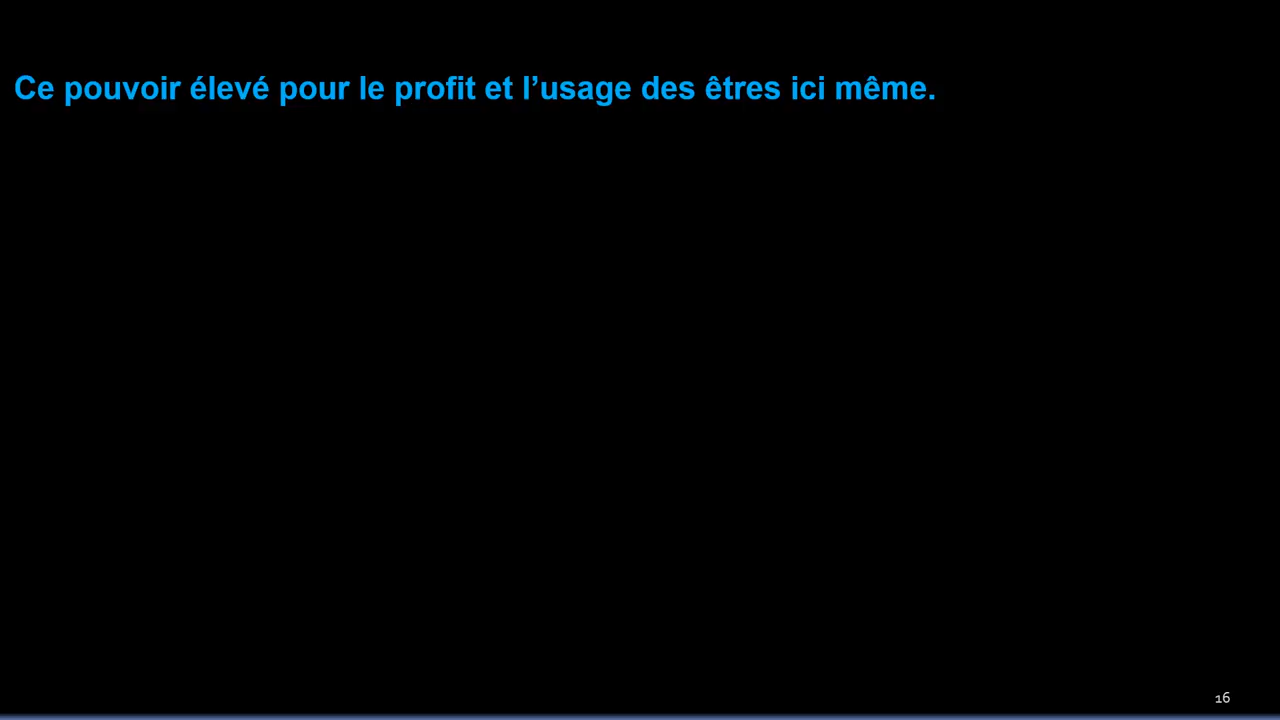 Ce pouvoir élevé pour le profit et l’usage des êtres ici même.
16